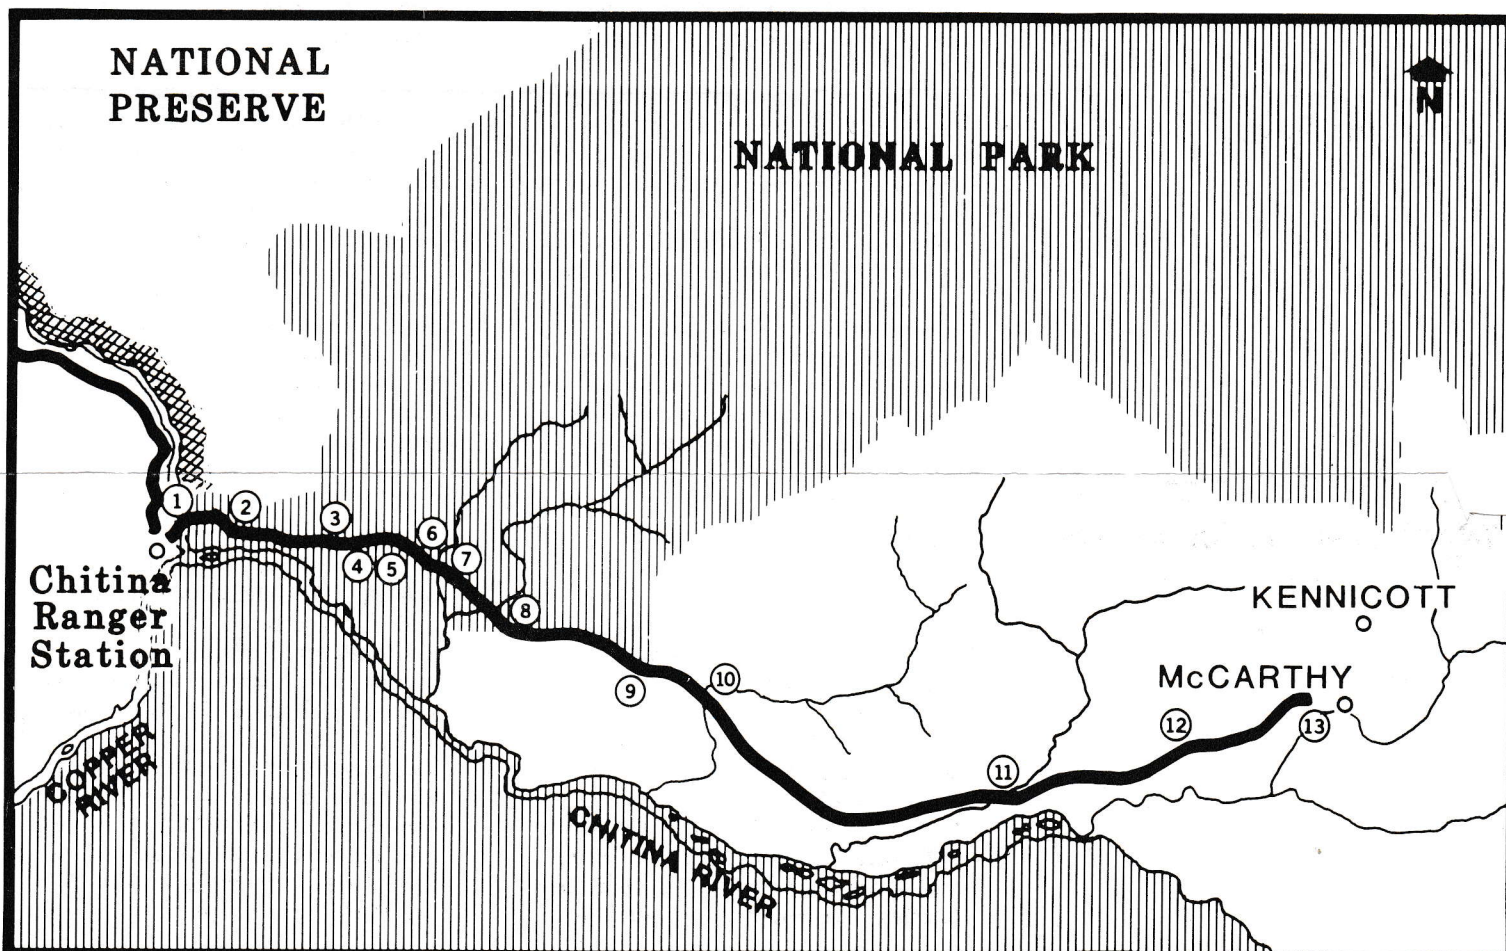 NATIONAL
PRESERVE
N
NATIONAL PARK
1
2
3
4
5
6
7
8
9
10
11
12
13
Chitina
Ranger
Station
KENNICOTT
McCARTHY
COPPER
RIVER
CHITINA RIVER